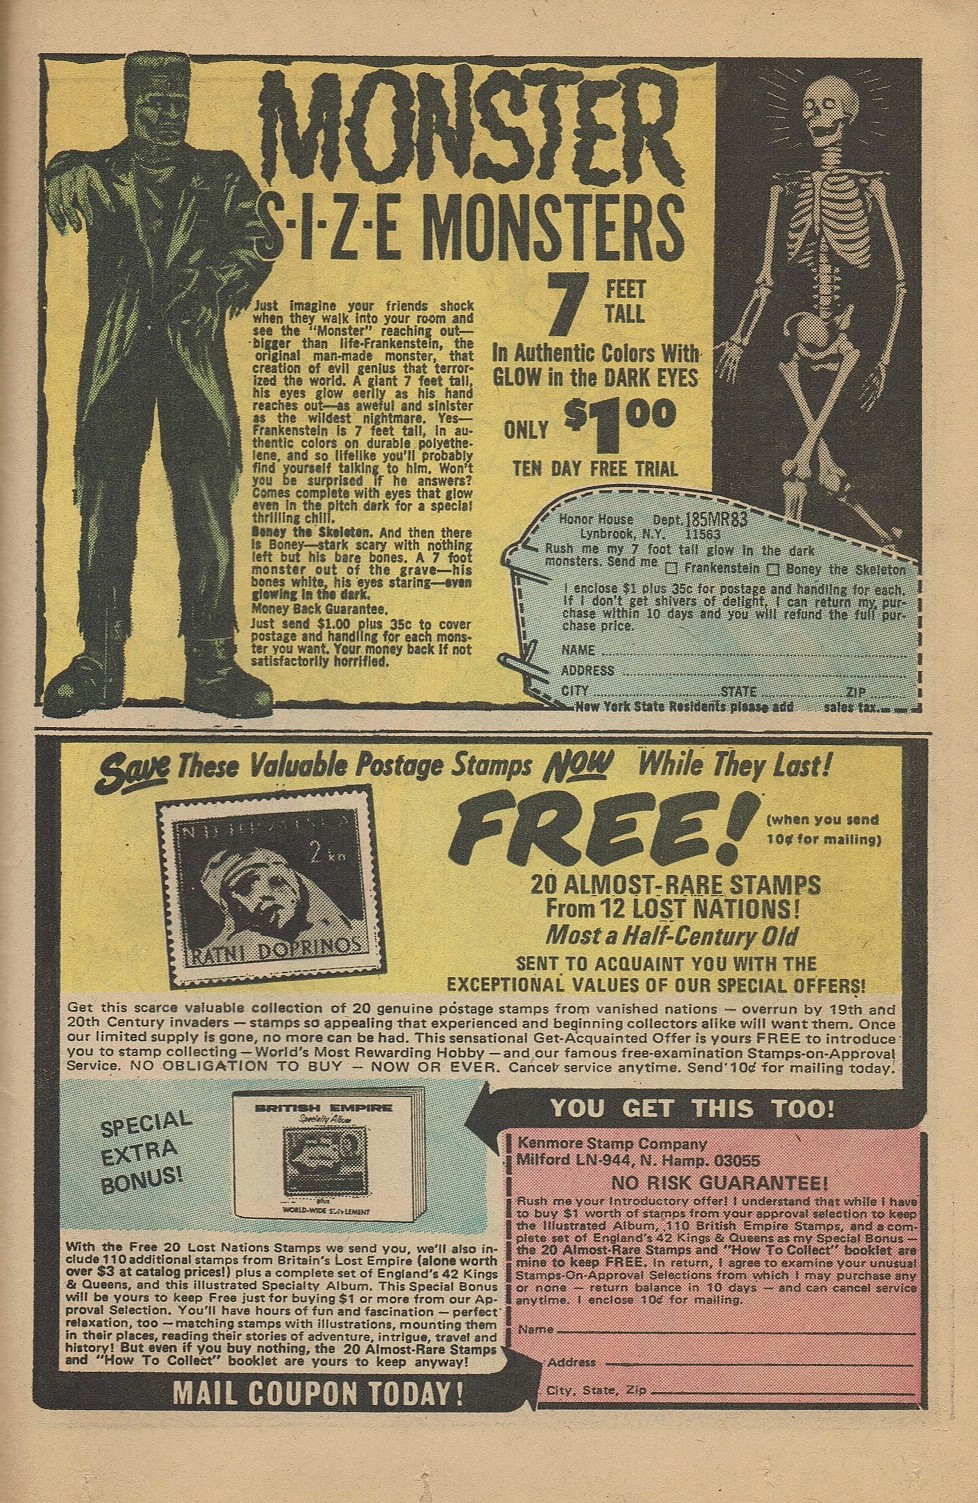 MONSTER
S·I·Z·E MONSTERS
7 FEET
TALL
In Authentic Colors With
GLOW in the DARK EYES
ONLY $1 00
TEN DAY FREE TRIAL
Just imagine your friends shock
when they walk into your room and
see the "Monster" reaching out—
bigger than life-Frankenstein, the
original man-made monster, that
creation of evil genius that terror-
ized the world. A giant 7 feet tall,
his eyes glow eerily as his hand
reaches out—as aweful and sinister
as the wildest nightmare. Yes—
Frankenstein is 7 feet tall, in au-
thentic colors on durable polyethe-
lene, and so lifelike you'll probably
find yourself talking to him. Won't
you be surprised if he answers?
Comes complete with eyes that glow
even in the pitch dark for a special
thrilling chill.
Boney the Skeleton. And then there
is Boney—stark scary with nothing
left but his bare bones. A 7 foot
monster out of the grave—his
bones white, his eyes staring—even
glowing in the dark.
Money Back Guarantee.
Just send $1.00 plus 35c to cover
postage and handling for each mons-
ter you want. Your money back if not
satisfactorily horrified.
Honor House Dept. 185MR83
Lynbrook, N.Y. 11563
Rush me my 7 foot tall glow in the dark
monsters. Send me □ Frankenstein □ Boney the Skeleton
I enclose $1 plus 35c for postage and handling for each.
If I don't get shivers of delight, I can return my pur-
chase within 10 days and you will refund the full pur-
chase price.
NAME
ADDRESS
CITY STATE ZIP
New York State Residents please add sales tax.
Save These Valuable Postage Stamps NOW While They Last!
2 kn
RATNI DOPRINOS
FREE! (when you send
10¢ for mailing)
20 ALMOST-RARE STAMPS
From 12 LOST NATIONS!
Most a Half-Century Old
SENT TO ACQUAINT YOU WITH THE
EXCEPTIONAL VALUES OF OUR SPECIAL OFFERS!
Get this scarce valuable collection of 20 genuine postage stamps from vanished nations — overrun by 19th and
20th Century invaders — stamps so appealing that experienced and beginning collectors alike will want them. Once
our limited supply is gone, no more can be had. This sensational Get-Acquainted Offer is yours FREE to introduce
you to stamp collecting — World's Most Rewarding Hobby — and our famous free-examination Stamps-on-Approval
Service. NO OBLIGATION TO BUY — NOW OR EVER. Cancel service anytime. Send 10¢ for mailing today.
SPECIAL
EXTRA
BONUS!
BRITISH EMPIRE
Specialty Album
plus
WORLD-WIDE SUPPLEMENT
YOU GET THIS TOO!
With the Free 20 Lost Nations Stamps we send you, we'll also in-
clude 110 additional stamps from Britain's Lost Empire (alone worth
over $3 at catalog prices!) plus a complete set of England's 42 Kings
& Queens, and this illustrated Specialty Album. This Special Bonus
will be yours to keep Free just for buying $1 or more from our Ap-
proval Selection. You'll have hours of fun and fascination — perfect
relaxation, too — matching stamps with illustrations, mounting them
in their places, reading their stories of adventure, intrigue, travel and
history! But even if you buy nothing, the 20 Almost-Rare Stamps
and "How To Collect" booklet are yours to keep anyway!
MAIL COUPON TODAY!
Kenmore Stamp Company
Milford LN-944, N. Hamp. 03055
NO RISK GUARANTEE!
Rush me your Introductory offer! I understand that while I have
to buy $1 worth of stamps from your approval selection to keep
the Illustrated Album, 110 British Empire Stamps, and a com-
plete set of England's 42 Kings & Queens as my Special Bonus —
the 20 Almost-Rare Stamps and "How To Collect" booklet are
mine to keep FREE. In return, I agree to examine your unusual
Stamps-On-Approval Selections from which I may purchase any
or none — return balance in 10 days — and can cancel service
anytime. I enclose 10¢ for mailing.
Name
Address
City, State, Zip